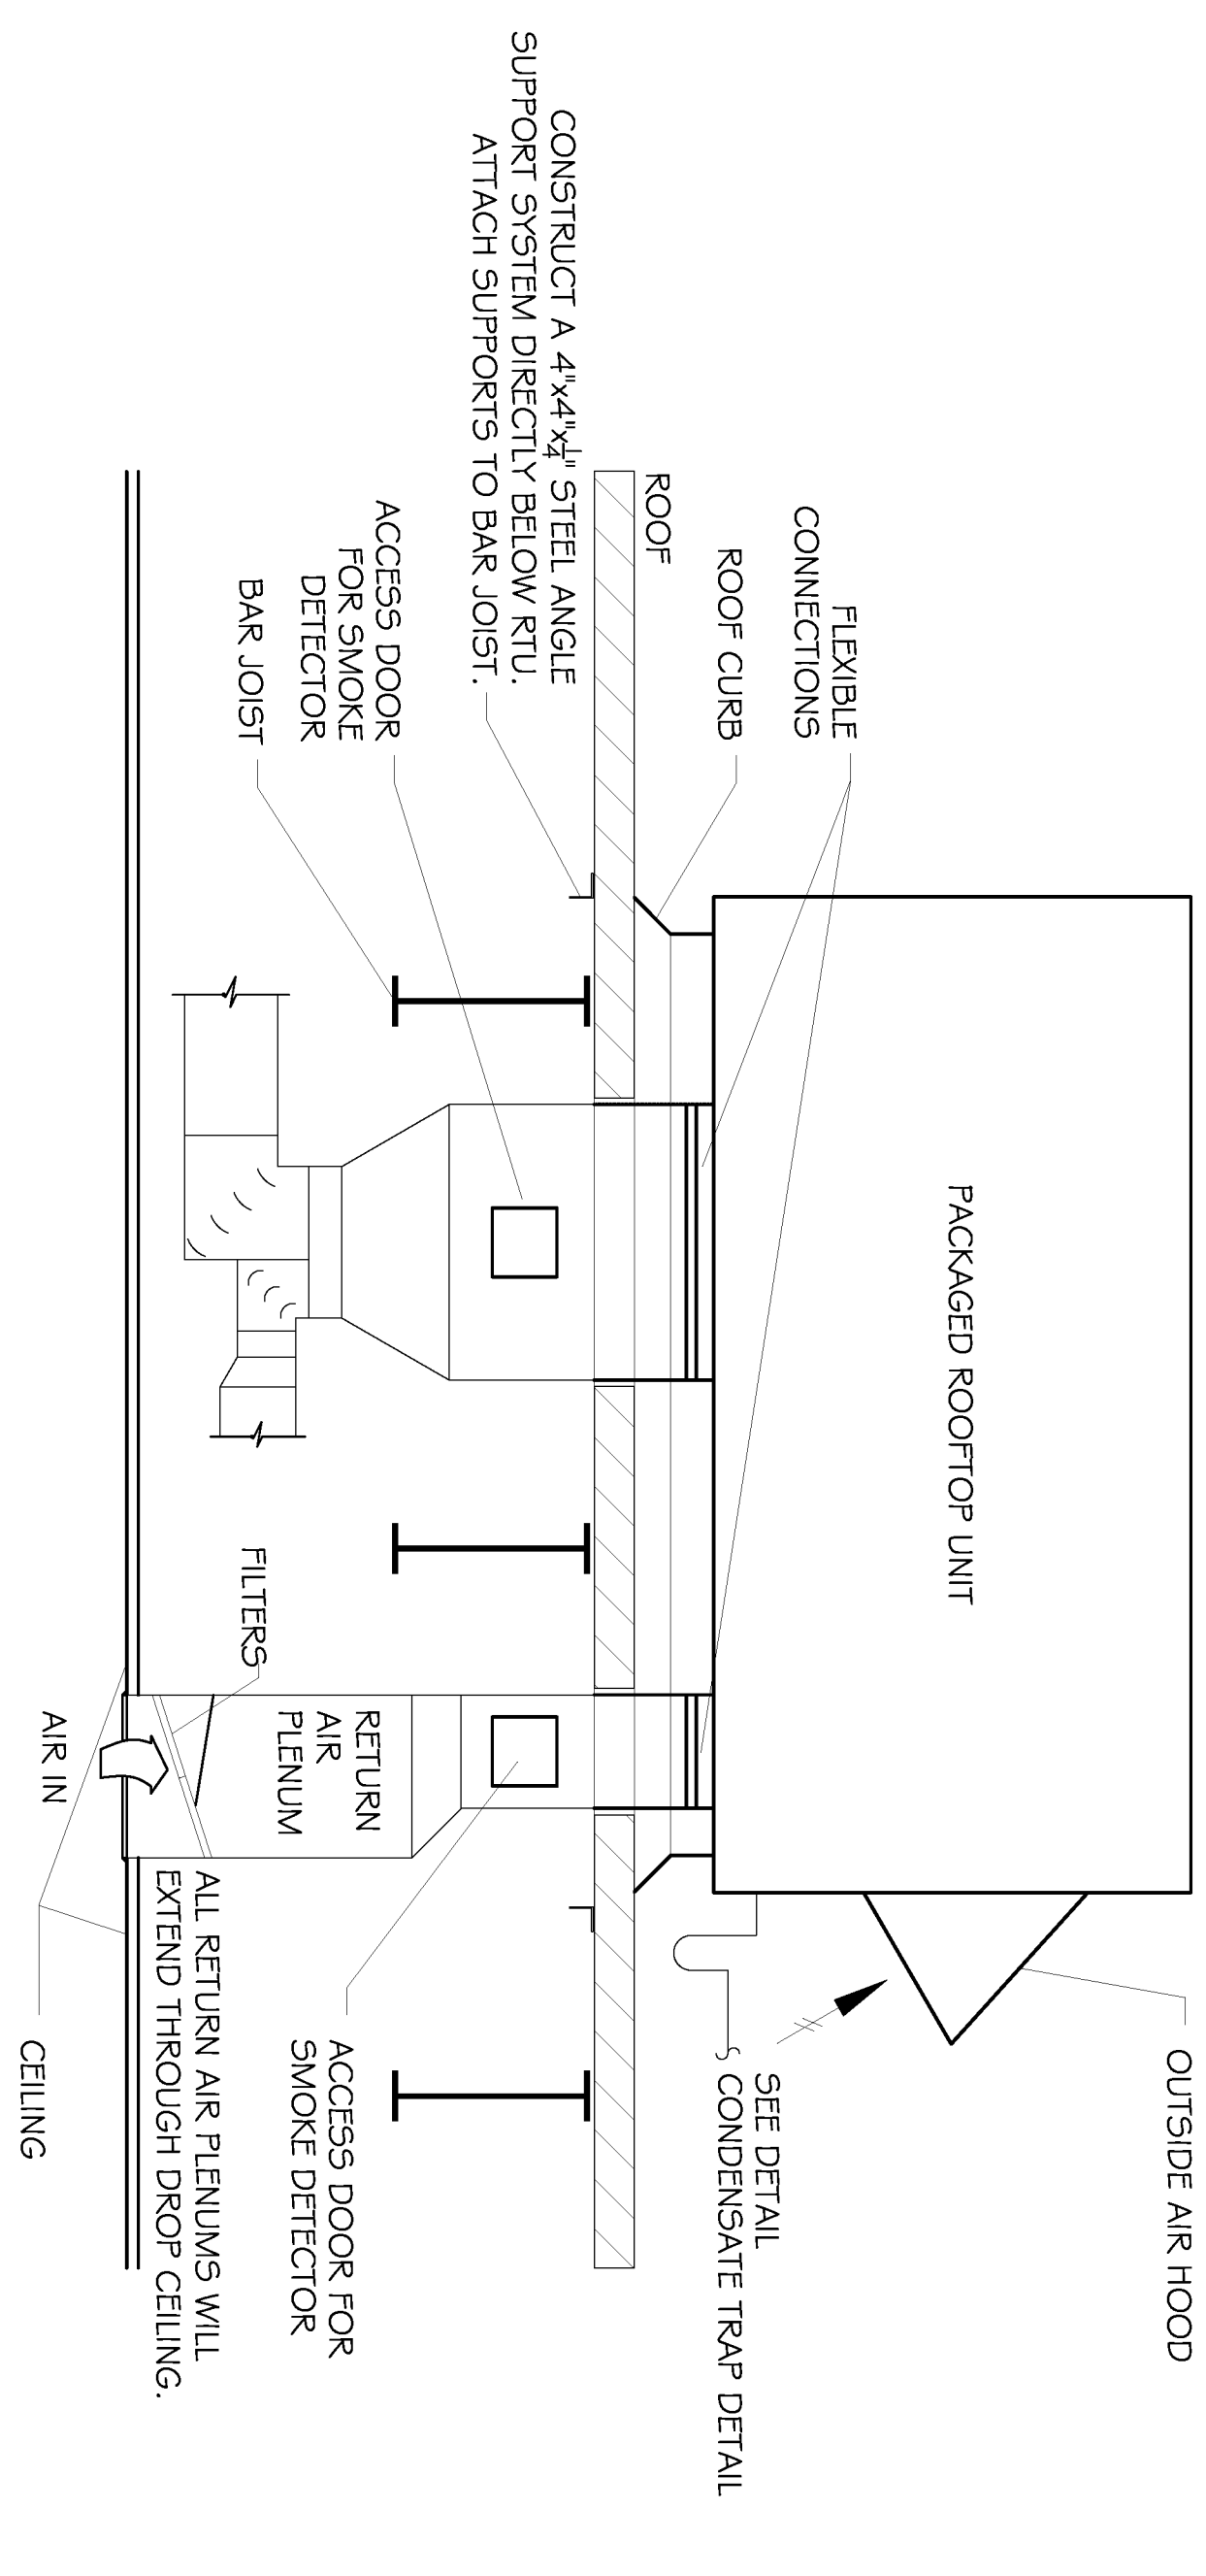 OUTSIDE AIR HOOD
PACKAGED ROOFTOP UNIT
FLEXIBLE
CONNECTIONS
ROOF CURB
ROOF
SEE DETAIL
CONDENSATE TRAP DETAIL
CONSTRUCT A 4"x4"x1/4" STEEL ANGLE
SUPPORT SYSTEM DIRECTLY BELOW RTU.
ATTACH SUPPORTS TO BAR JOIST.
ACCESS DOOR
FOR SMOKE
DETECTOR
BAR JOIST
RETURN
AIR
PLENUM
FILTERS
ACCESS DOOR FOR
SMOKE DETECTOR
ALL RETURN AIR PLENUMS WILL
EXTEND THROUGH DROP CEILING.
AIR IN
CEILING